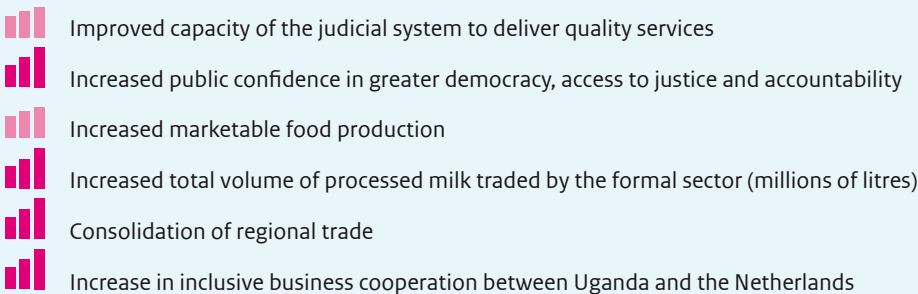 Improved capacity of the judicial system to deliver quality services
Increased public confidence in greater democracy, access to justice and accountability
Increased marketable food production
Increased total volume of processed milk traded by the formal sector (millions of litres)
Consolidation of regional trade
Increase in inclusive business cooperation between Uganda and the Netherlands